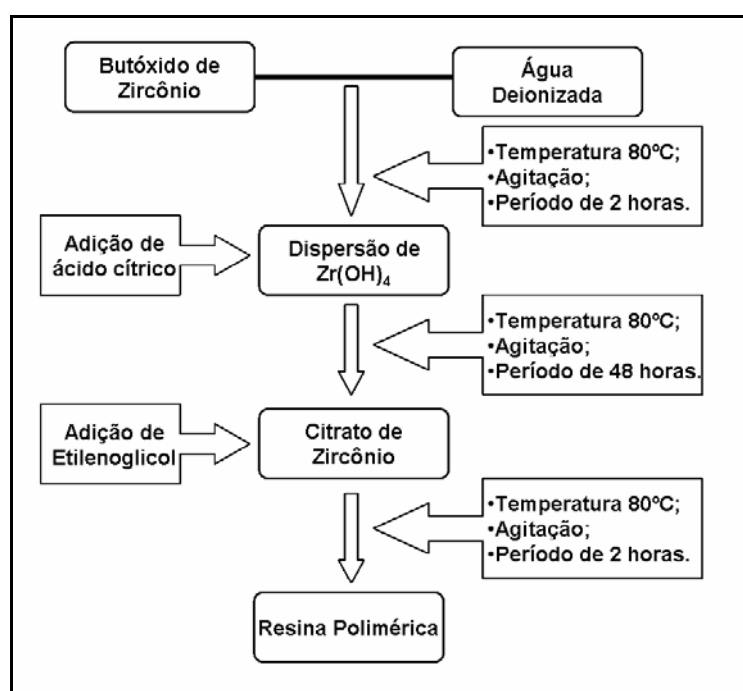 Butóxido de
Zircônio
Água
Deionizada
•Temperatura 80ºC;
•Agitação;
•Período de 2 horas.
Adição de
ácido cítrico
Dispersão de
Zr(OH)₄
•Temperatura 80ºC;
•Agitação;
•Período de 48 horas.
Adição de
Etilenoglicol
Citrato de
Zircônio
•Temperatura 80ºC;
•Agitação;
•Período de 2 horas.
Resina Polimérica